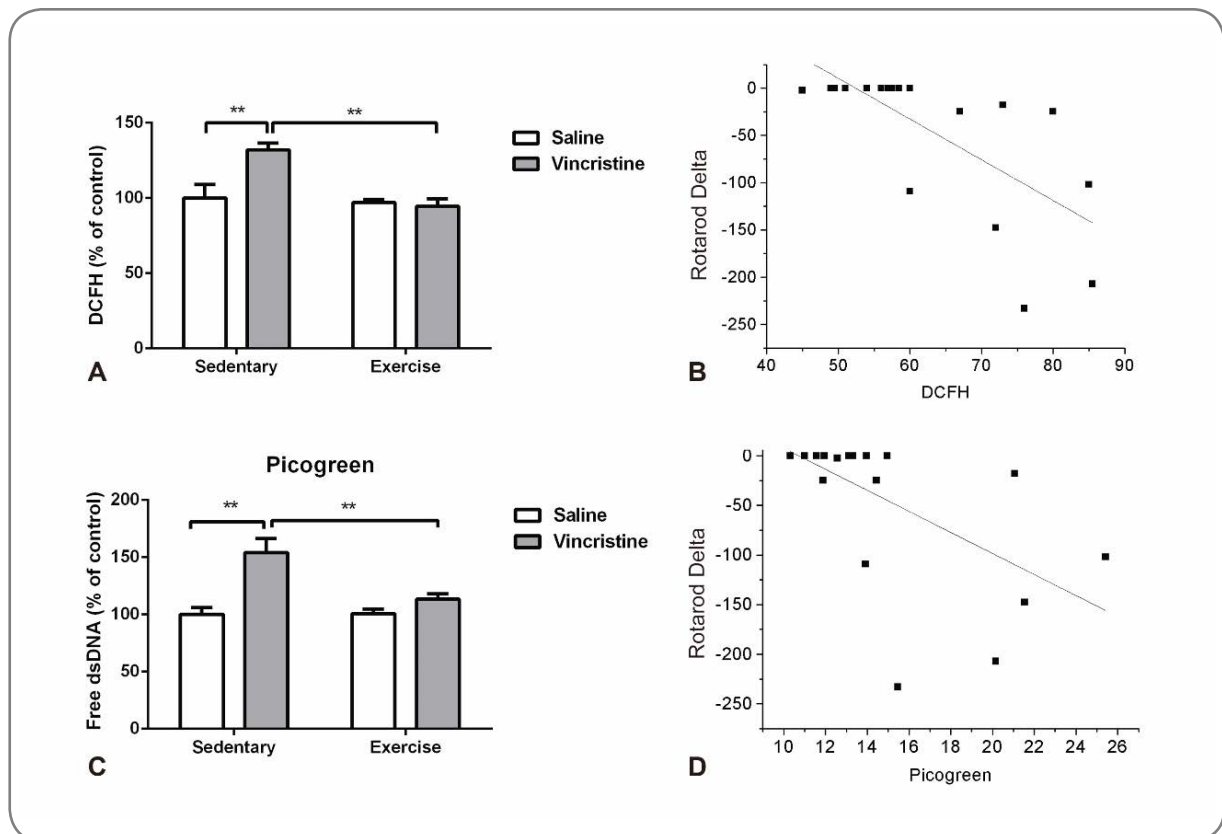 **
**
150
100
50
0
DCFH (% of control)
Sedentary
Exercise
Saline
Vincristine
A
0
-50
-100
-150
-200
-250
Rotarod Delta
40
50
60
70
80
90
DCFH
B
Picogreen
**
**
200
150
100
50
0
Free dsDNA (% of control)
Sedentary
Exercise
Saline
Vincristine
C
0
-50
-100
-150
-200
-250
Rotarod Delta
10
12
14
16
18
20
22
24
26
Picogreen
D